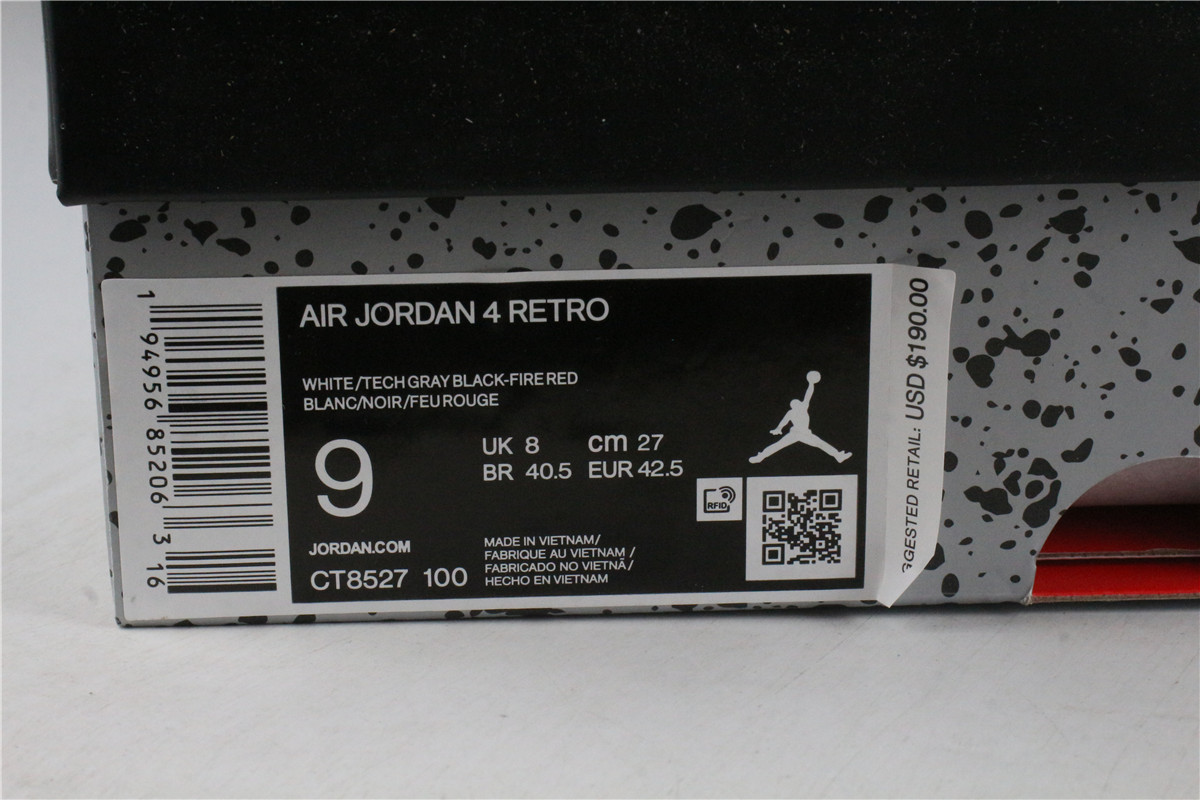 AIR JORDAN 4 RETRO
WHITE/TECH GRAY BLACK-FIRE RED
BLANC/NOIR/FEU ROUGE
9
UK 8 cm 27
BR 40.5 EUR 42.5
RFID
JORDAN.COM
CT8527 100
MADE IN VIETNAM/
FABRIQUE AU VIETNAM /
FABRICADO NO VIETNÃ/
HECHO EN VIETNAM
1 94956 85206 3 16
GGESTED RETAIL: USD $190.00